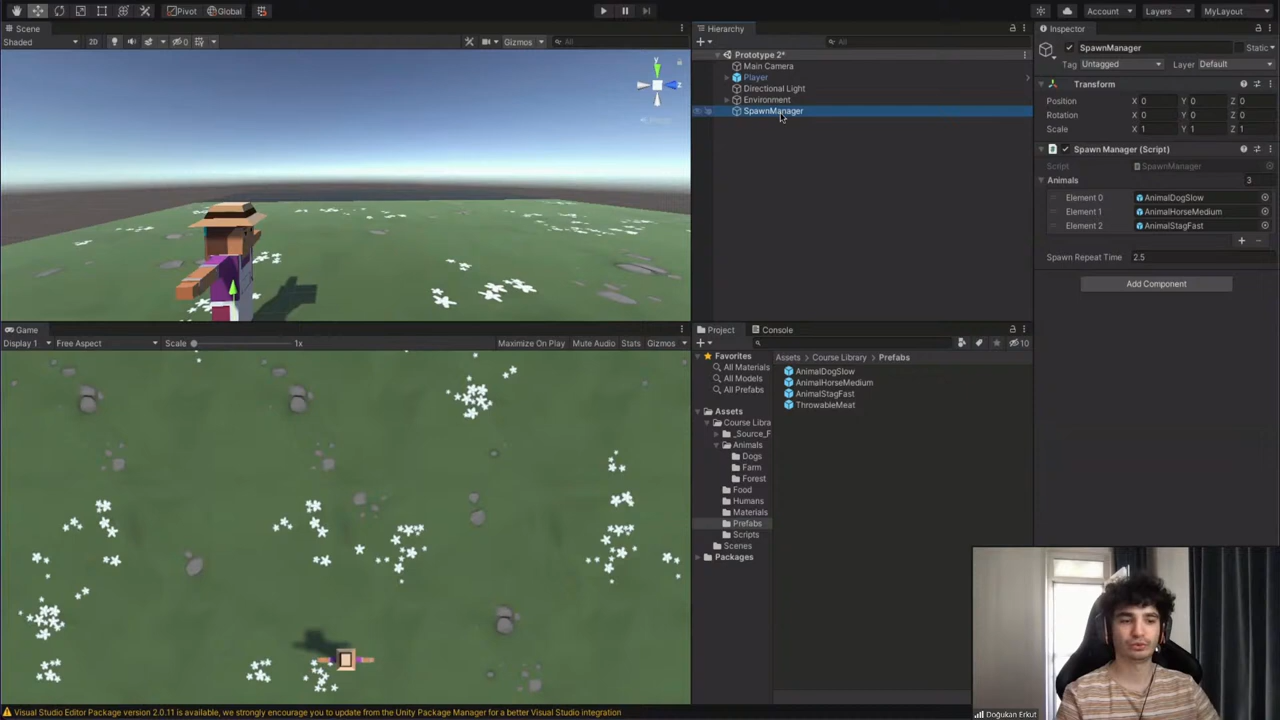 Pivot Global Account Layers MyLayout
Scene
Shaded 2D 0 Gizmos All
Persp
Game
Display 1 Free Aspect Scale 1x Maximize On Play Mute Audio Stats Gizmos
Hierarchy
All
Prototype 2*
Main Camera
Player
Directional Light
Environment
SpawnManager
Project Console
10
Favorites
All Materials
All Models
All Prefabs
Assets
Course Libra
_Source_F
Animals
Dogs
Farm
Forest
Food
Humans
Materials
Prefabs
Scripts
Scenes
Packages
Assets Course Library Prefabs
AnimalDogSlow
AnimalHorseMedium
AnimalStagFast
ThrowableMeat
Inspector
SpawnManager Static
Tag Untagged Layer Default
Transform
Position X 0 Y 0 Z 0
Rotation X 0 Y 0 Z 0
Scale X 1 Y 1 Z 1
Spawn Manager (Script)
Script SpawnManager
Animals 3
Element 0 AnimalDogSlow
Element 1 AnimalHorseMedium
Element 2 AnimalStagFast
Spawn Repeat Time 2.5
Add Component
Doğukan Erkut
Visual Studio Editor Package version 2.0.11 is available, we strongly encourage you to update from the Unity Package Manager for a better Visual Studio integration